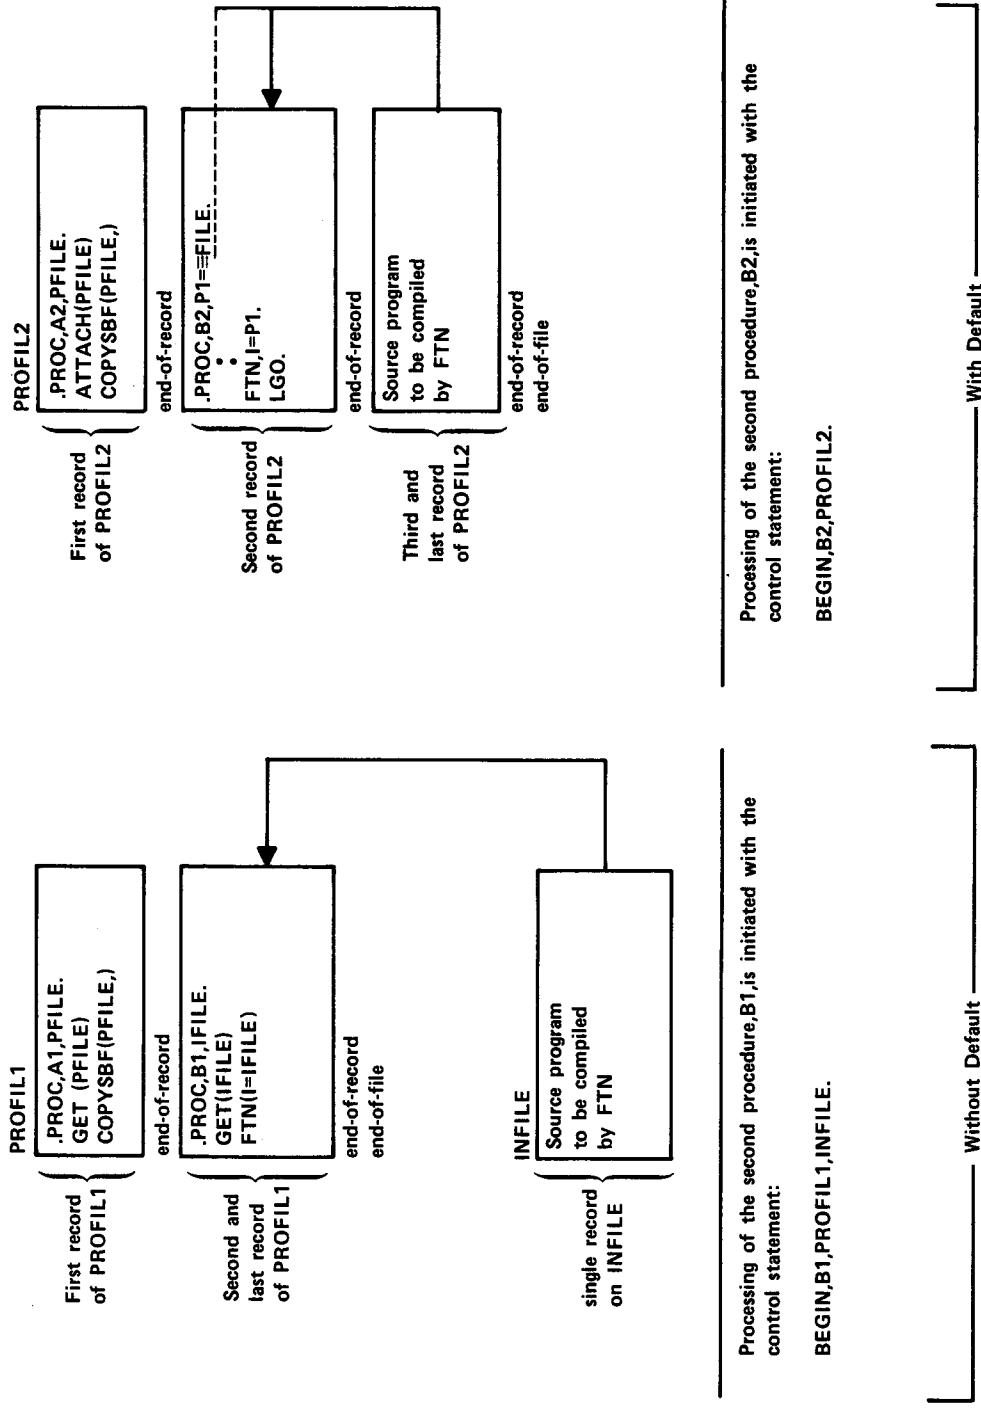 PROFIL1
First record
of PROFIL1
.PROC,A1,PFILE.
GET (PFILE)
COPYSBF(PFILE,)
end-of-record
Second and
last record
of PROFIL1
.PROC,B1,IFILE.
GET(IFILE)
FTN(I=IFILE)
end-of-record
end-of-file
INFILE
single record
on INFILE
Source program
to be compiled
by FTN
Processing of the second procedure,B1,is initiated with the
control statement:
BEGIN,B1,PROFIL1,INFILE.
Without Default
PROFIL2
First record
of PROFIL2
.PROC,A2,PFILE.
ATTACH(PFILE)
COPYSBF(PFILE,)
end-of-record
Second record
of PROFIL2
.PROC,B2,P1=≡FILE.
FTN,I=P1.
LGO.
end-of-record
Third and
last record
of PROFIL2
Source program
to be compiled
by FTN
end-of-record
end-of-file
Processing of the second procedure,B2,is initiated with the
control statement:
BEGIN,B2,PROFIL2.
With Default